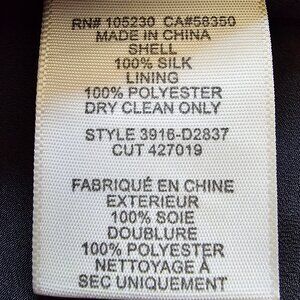 RN# 105230 CA#58350
MADE IN CHINA
SHELL
100% SILK
LINING
100% POLYESTER
DRY CLEAN ONLY
STYLE 3916-D2837
CUT 427019
FABRIQUÉ EN CHINE
EXTERIEUR
100% SOIE
DOUBLURE
100% POLYESTER
NETTOYAGE À
SEC UNIQUEMENT